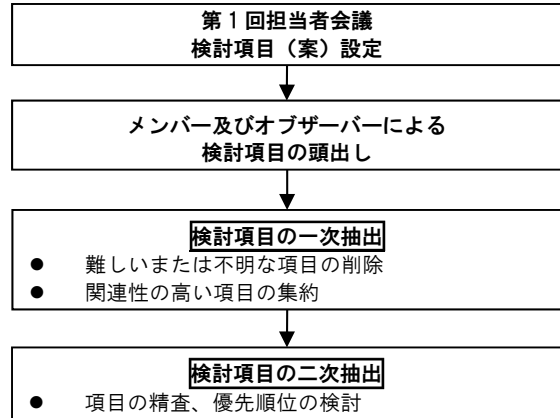 第1回担当者会議
検討項目（案）設定
メンバー及びオブザーバーによる
検討項目の頭出し
検討項目の一次抽出
● 難しいまたは不明な項目の削除
● 関連性の高い項目の集約
検討項目の二次抽出
● 項目の精査、優先順位の検討